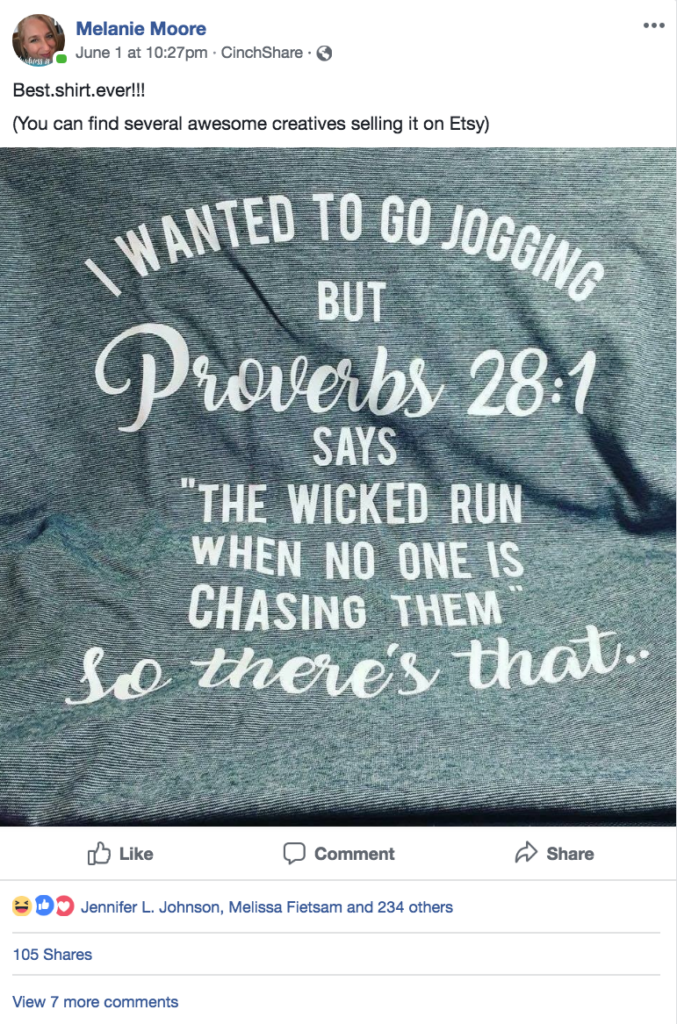 Melanie Moore
June 1 at 10:27pm · CinchShare ·
Best.shirt.ever!!!
(You can find several awesome creatives selling it on Etsy)
I WANTED TO GO JOGGING
BUT
Proverbs 28:1
SAYS
"THE WICKED RUN
WHEN NO ONE IS
CHASING THEM"
So there's that..
Like Comment Share
Jennifer L. Johnson, Melissa Fietsam and 234 others
105 Shares
View 7 more comments